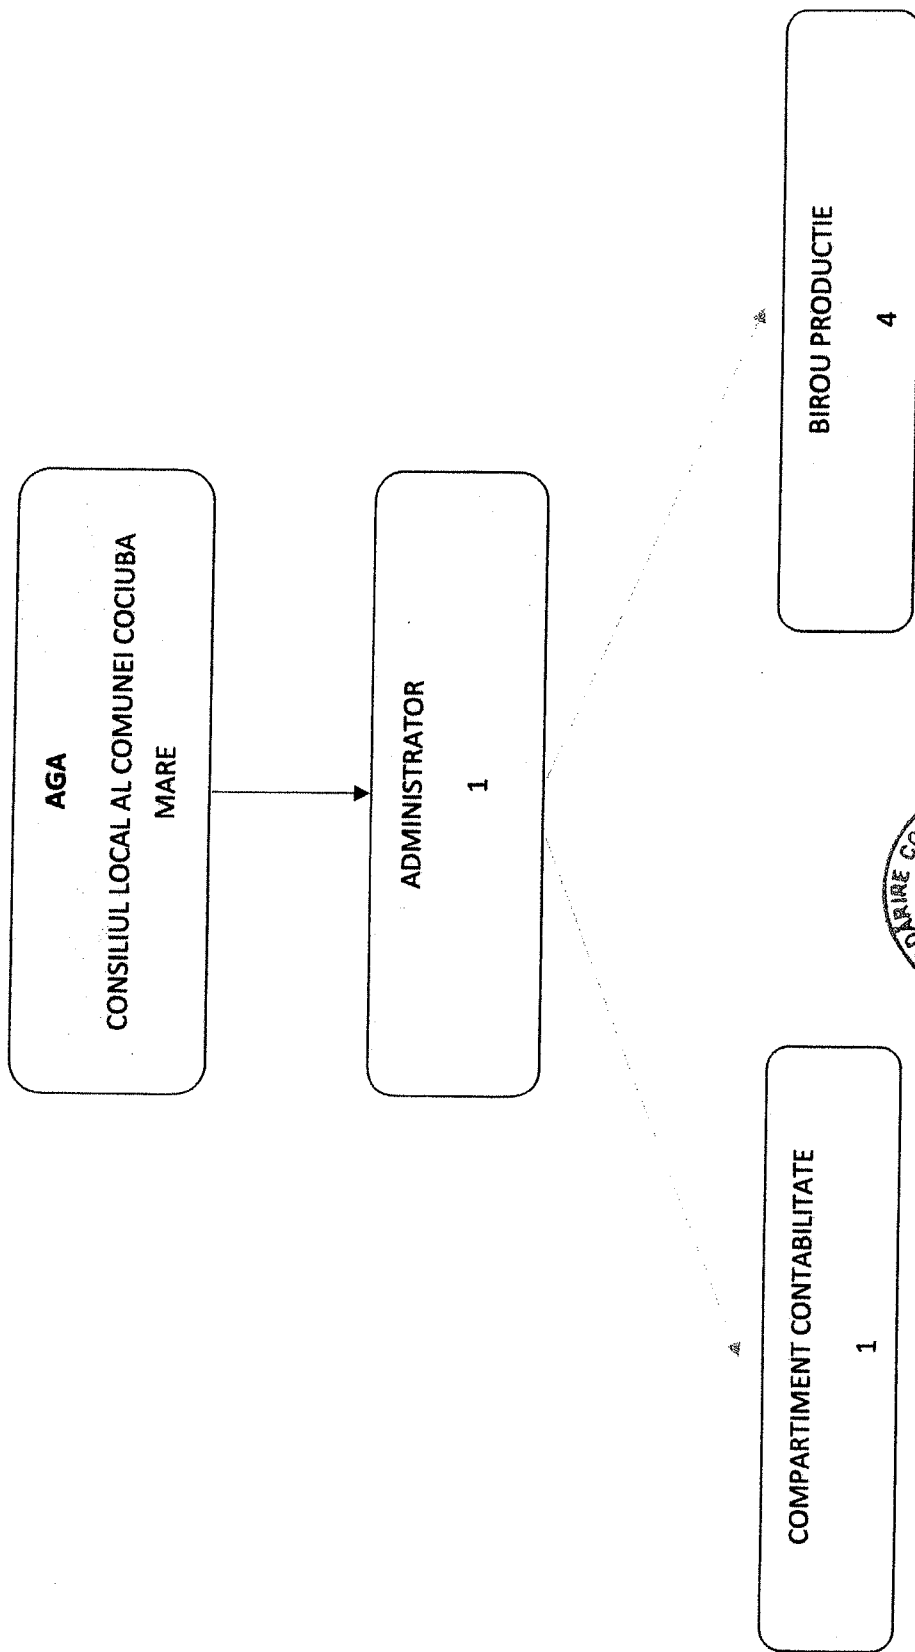 AGA
CONSILIUL LOCAL AL COMUNEI COCIUBA
MARE
ADMINISTRATOR
1
COMPARTIMENT CONTABILITATE
1
BIROU PRODUCTIE
4